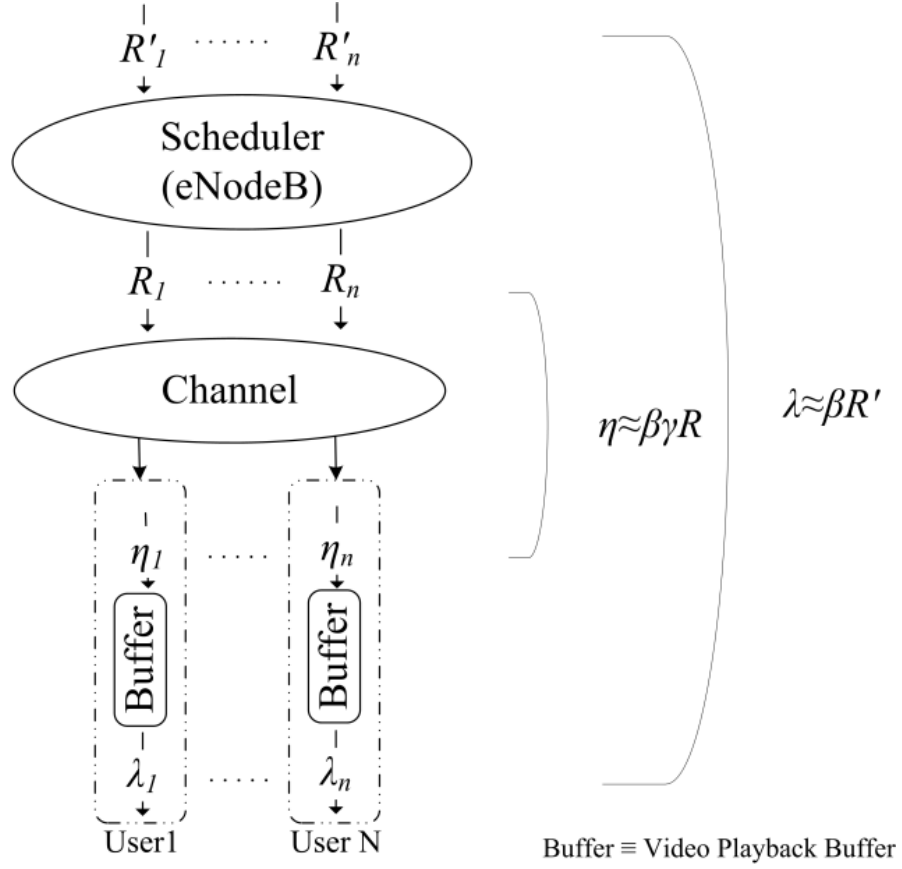 R'1 ······ R'n
Scheduler
(eNodeB)
R1 ······ Rn
Channel
η≈βγR
λ≈βR'
η1 ····· ηn
Buffer Buffer
λ1 ····· λn
User1 User N
Buffer ≡ Video Playback Buffer